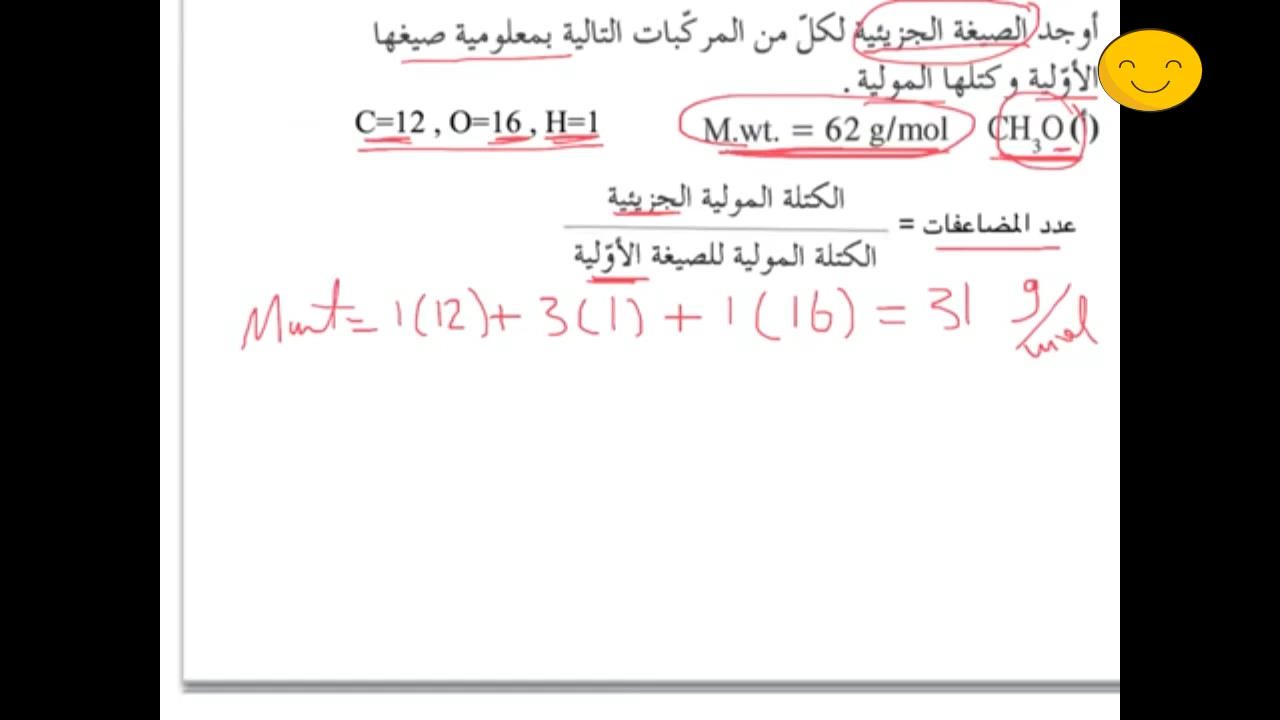 أوجد الصيغة الجزيئية لكلّ من المركّبات التالية بمعلومية صيغها
الأوّلية و كتلها المولية .
أ) CH₃O M.wt. = 62 g/mol C=12 , O=16 , H=1
عدد المضاعفات = الكتلة المولية الجزيئية
الكتلة المولية للصيغة الأوّلية
Mwt = 1(12) + 3(1) + 1(16) = 31 g/mol